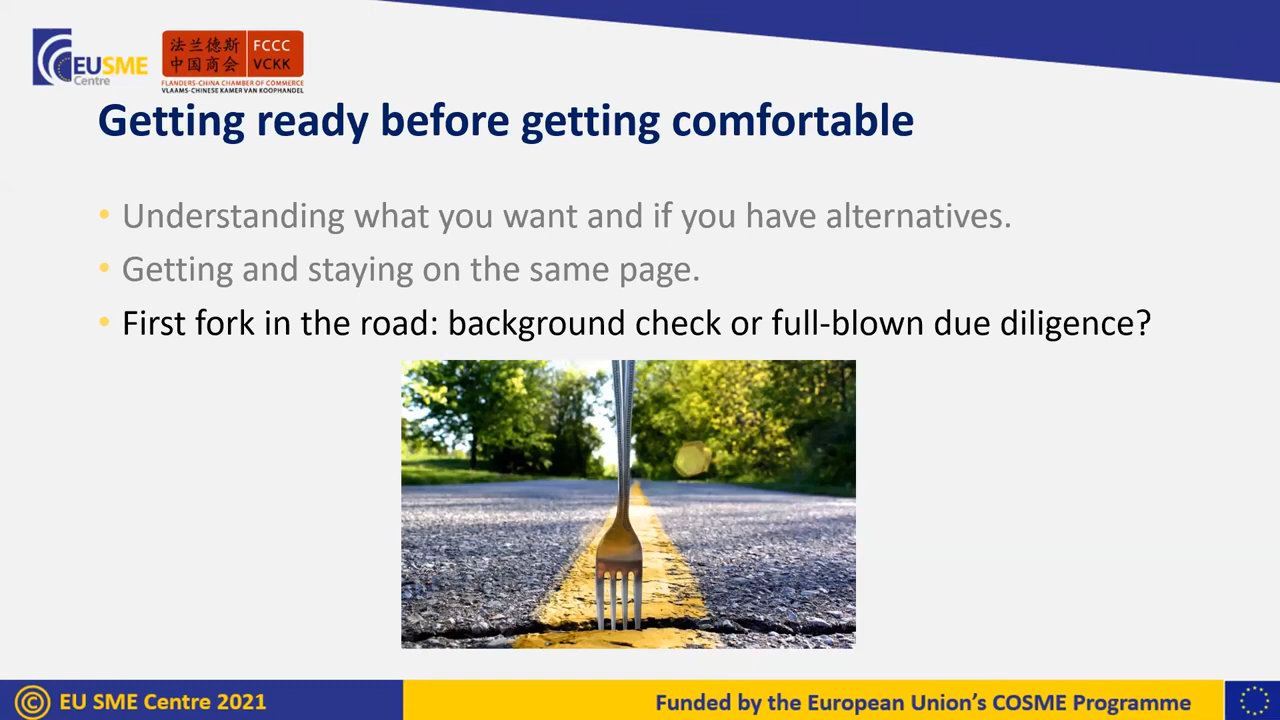 EUSME
Centre
法兰德斯
中国商会
FCCC
VCKK
FLANDERS-CHINA CHAMBER OF COMMERCE
VLAAMS-CHINESE KAMER VAN KOOPHANDEL
Getting ready before getting comfortable
• Understanding what you want and if you have alternatives.
• Getting and staying on the same page.
• First fork in the road: background check or full-blown due diligence?
© EU SME Centre 2021
Funded by the European Union’s COSME Programme